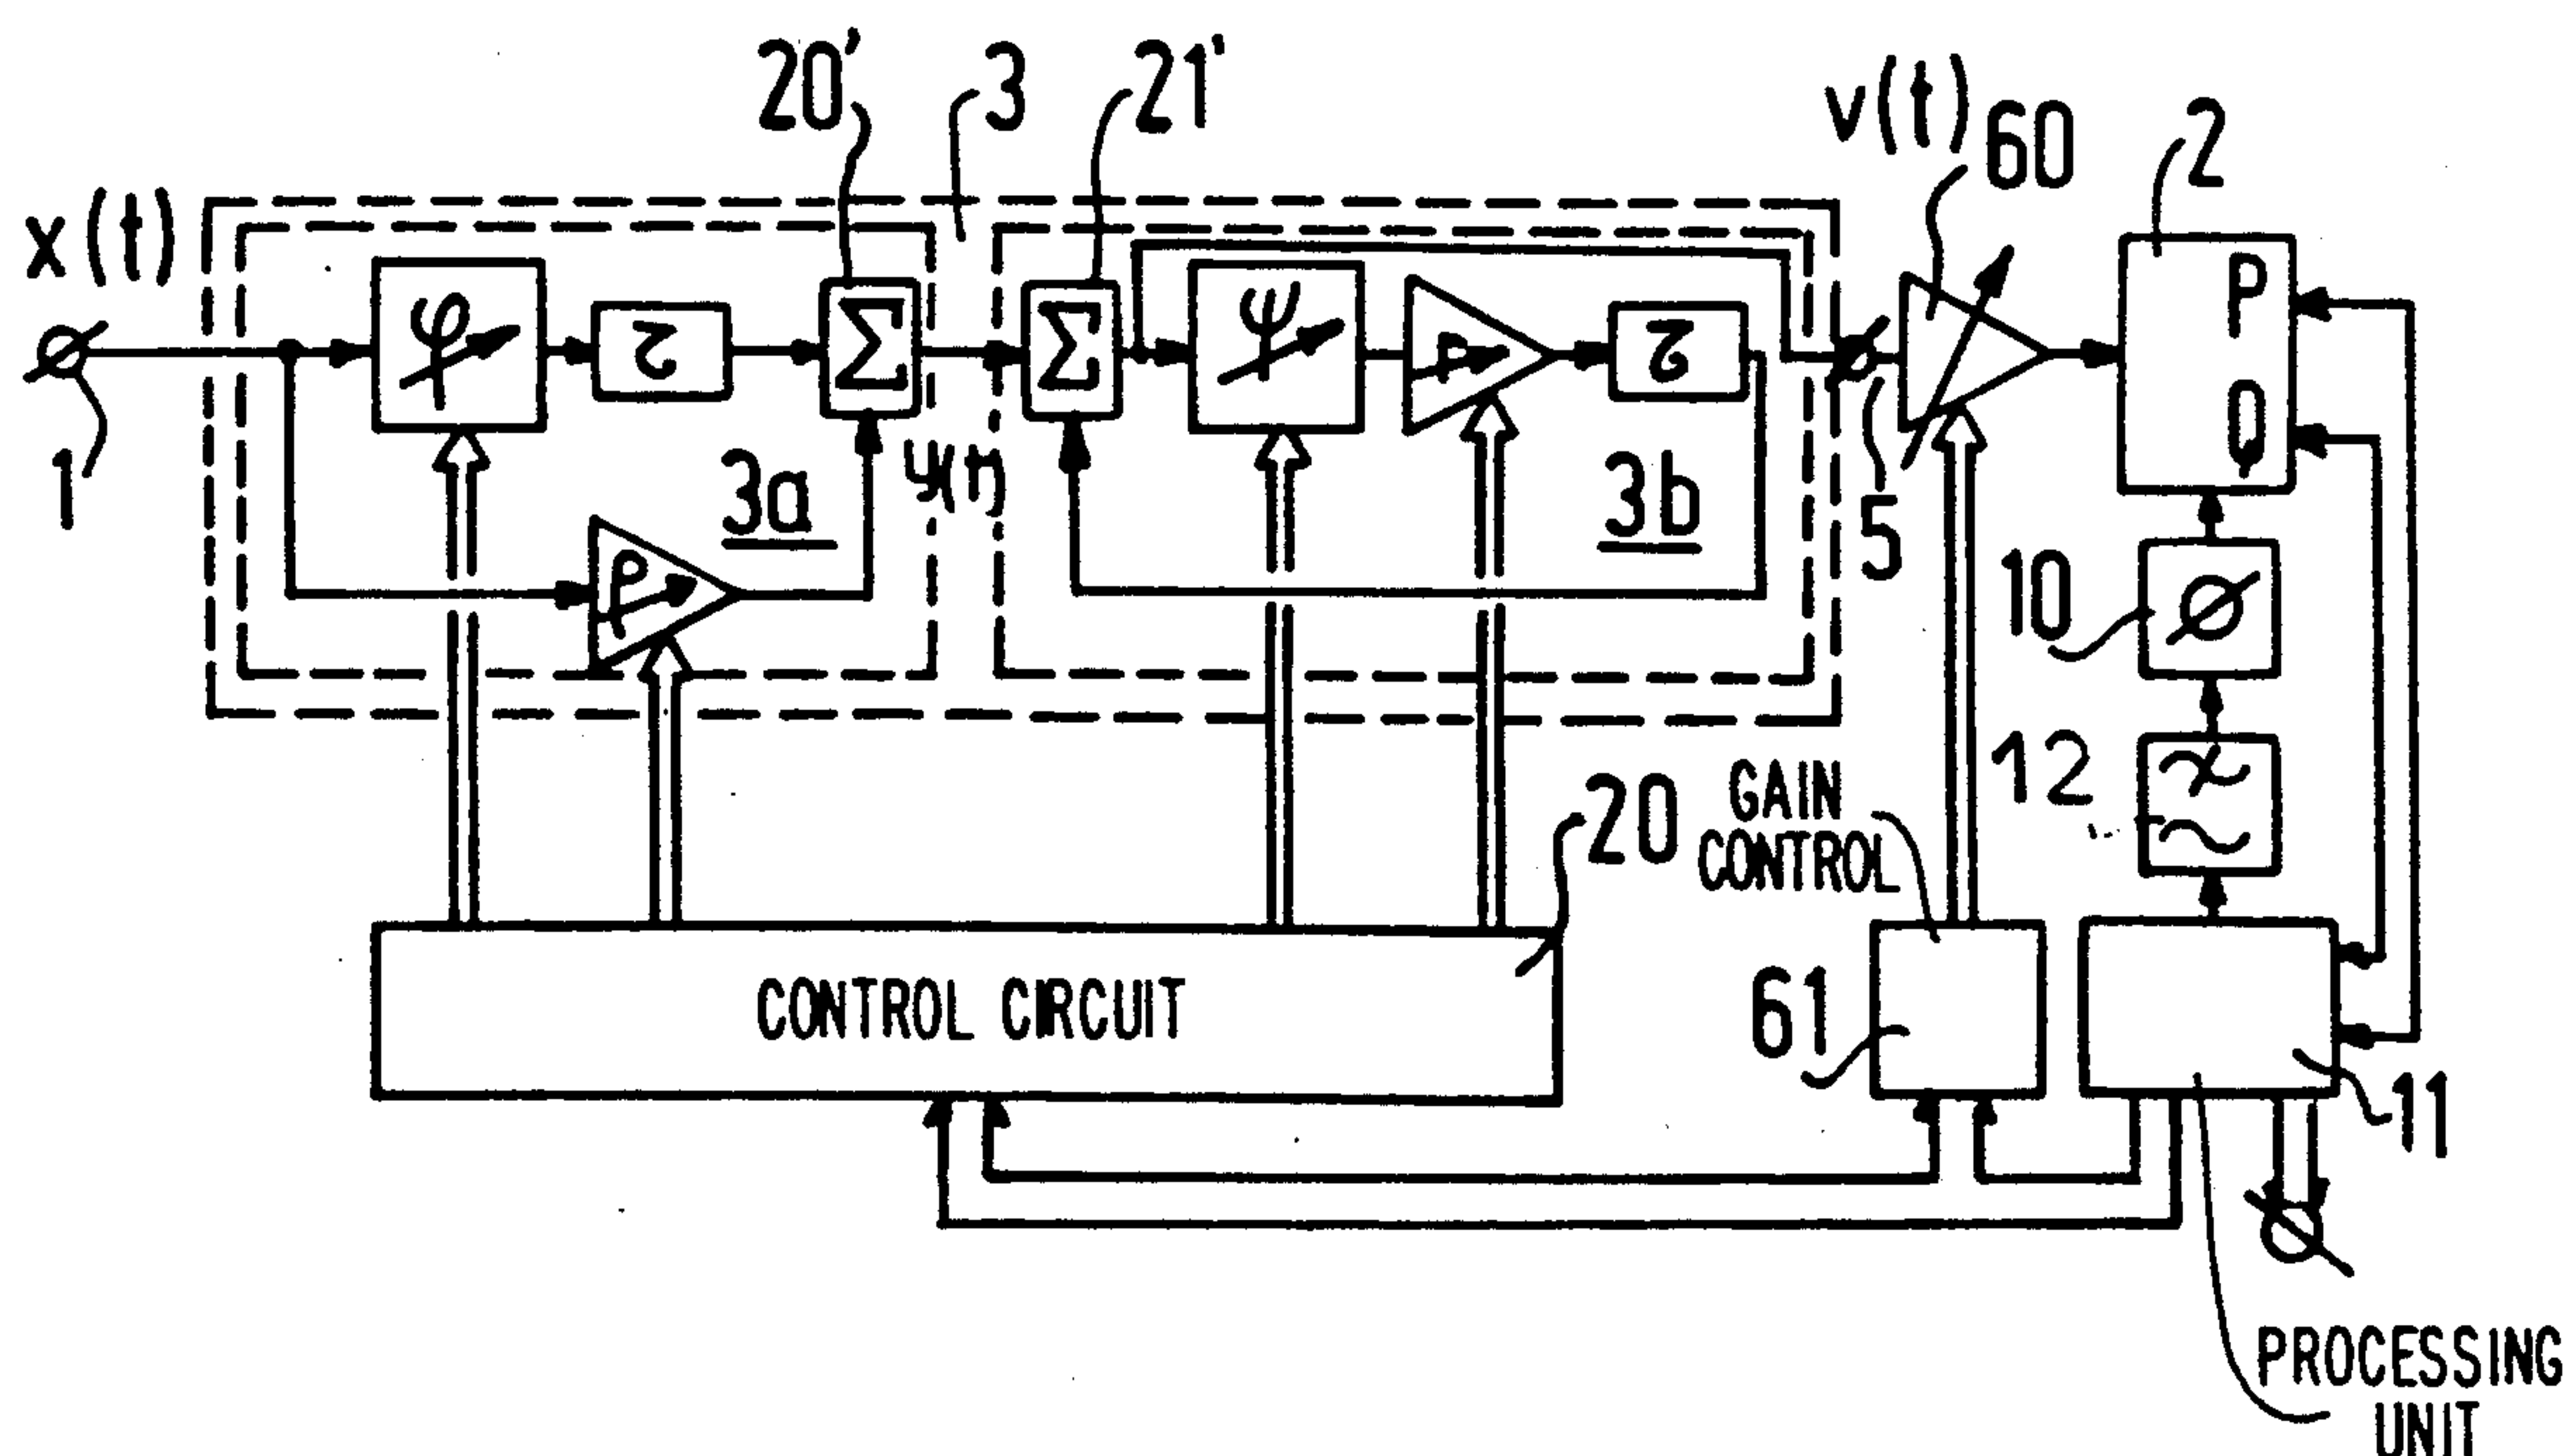 20'
3
21'
v(t)
60
2
x(t)
φ
τ
Σ
Σ
ψ
τ
P
Q
1
3a
y(t)
3b
5
ρ
10
Ø
12
20
GAIN
CONTROL
CONTROL CIRCUIT
61
11
PROCESSING
UNIT